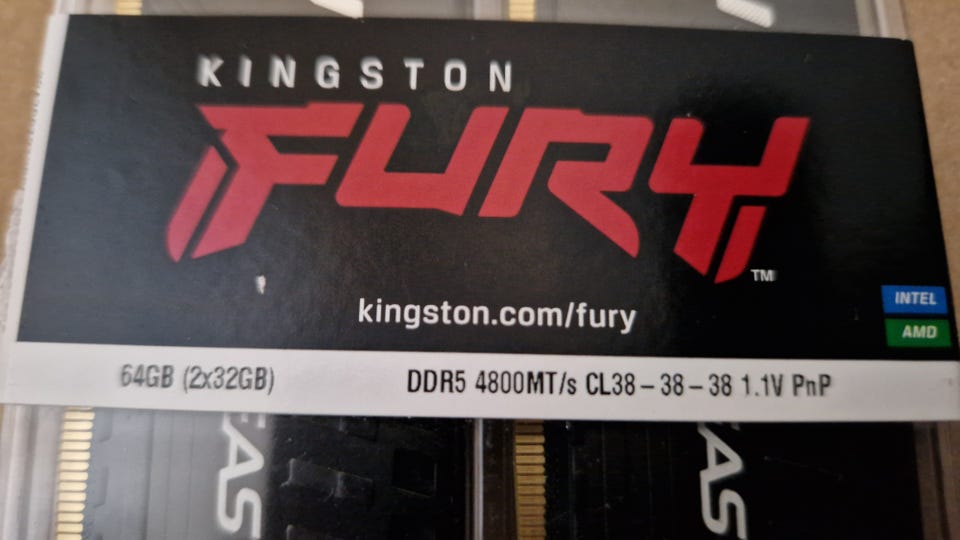 KINGSTON
FURY
TM
kingston.com/fury
INTEL
AMD
64GB (2x32GB) DDR5 4800MT/s CL38 – 38 – 38 1.1V PnP